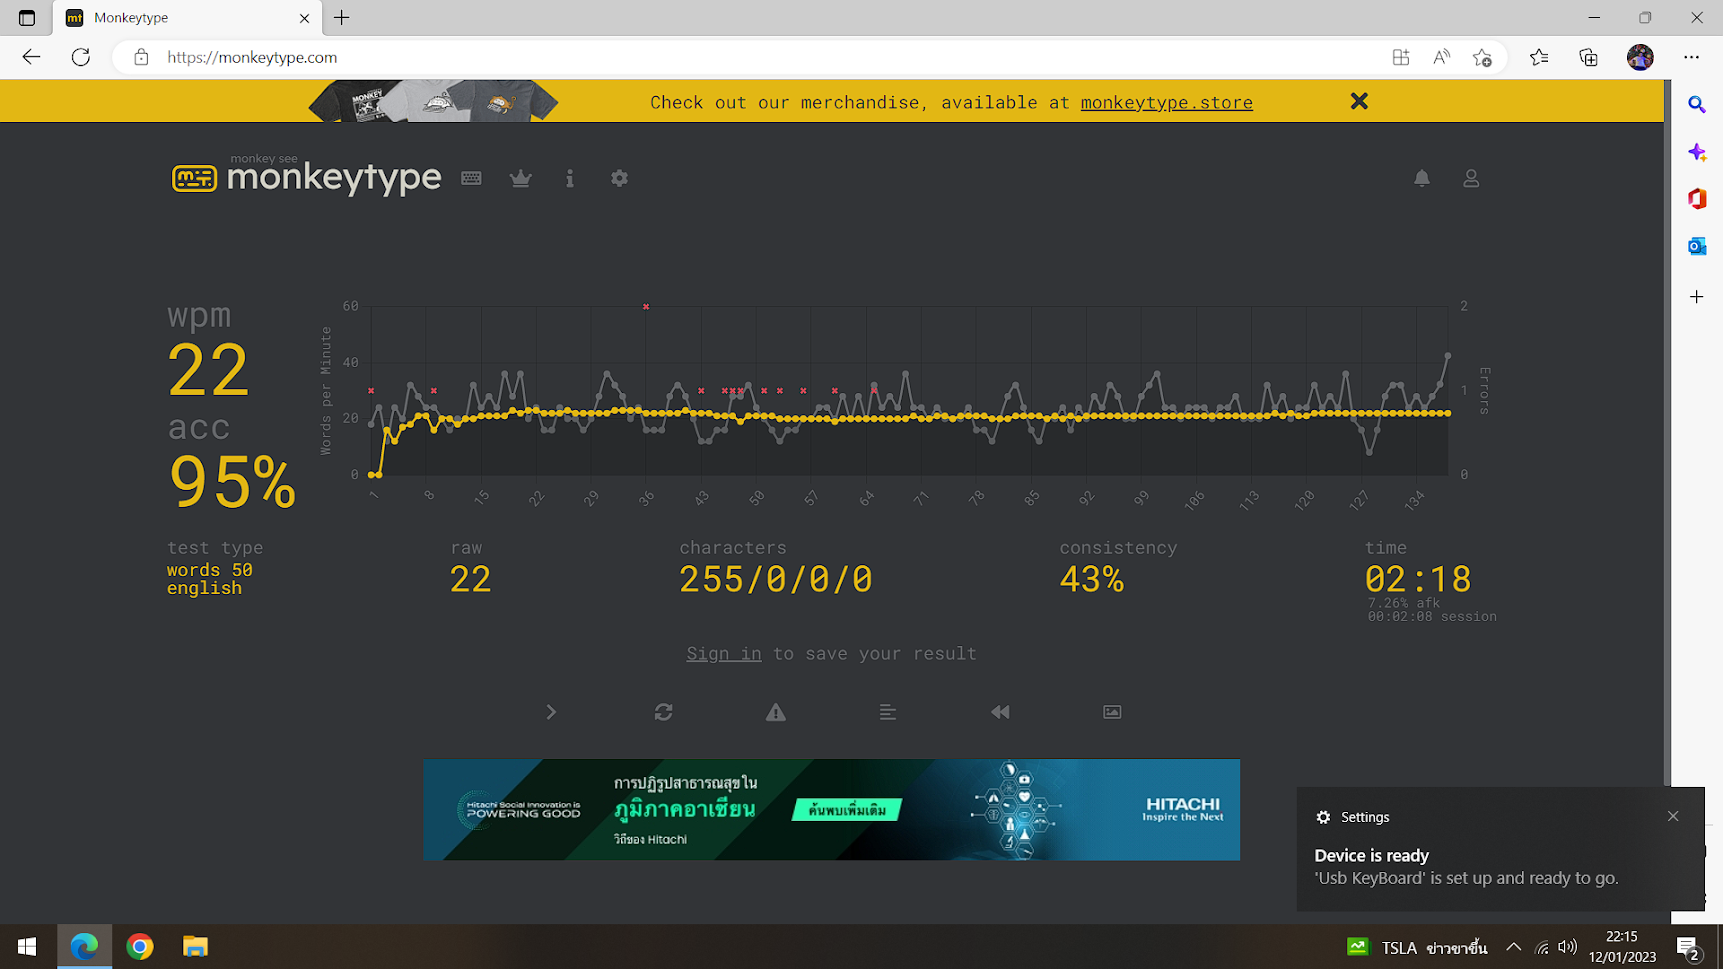 Monkeytype
https://monkeytype.com
MONKEY
Check out our merchandise, available at monkeytype.store
monkey see
monkeytype
wpm
22
acc
95%
Words per Minute
60
40
20
0
2
1
0
Errors
1 8 15 22 29 36 43 50 57 64 71 78 85 92 99 106 113 120 127 134
test type
words 50
english
raw
22
characters
255/0/0/0
consistency
43%
time
02:18
7.26% afk
00:02:08 session
Sign in to save your result
Hitachi Social Innovation is
POWERING GOOD
การปฏิรูปสาธารณสุขใน
ภูมิภาคอาเซียน
วิถีของ Hitachi
ค้นพบเพิ่มเติม
HITACHI
Inspire the Next
Settings
Device is ready
'Usb KeyBoard' is set up and ready to go.
TSLA ข่าวขาขึ้น
22:15
12/01/2023
2